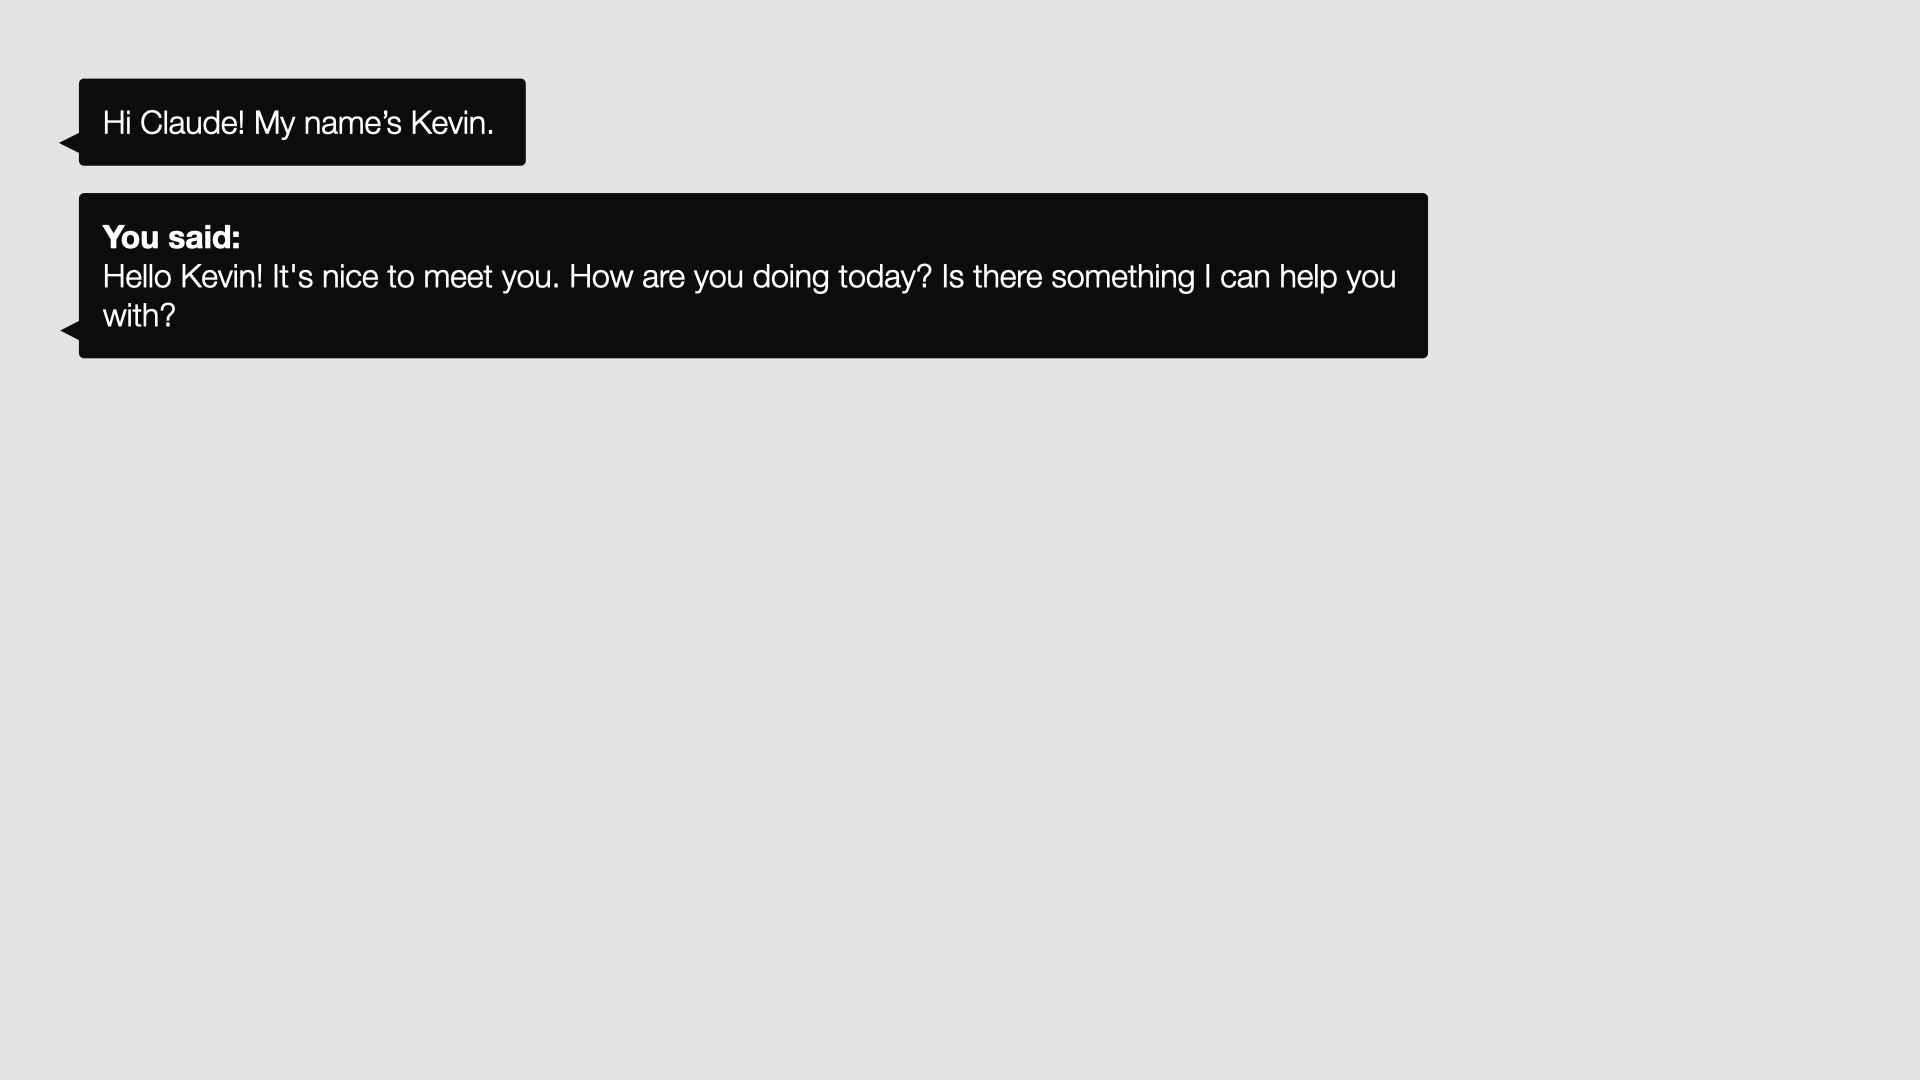 Hi Claude! My name’s Kevin.
You said:
Hello Kevin! It's nice to meet you. How are you doing today? Is there something I can help you
with?